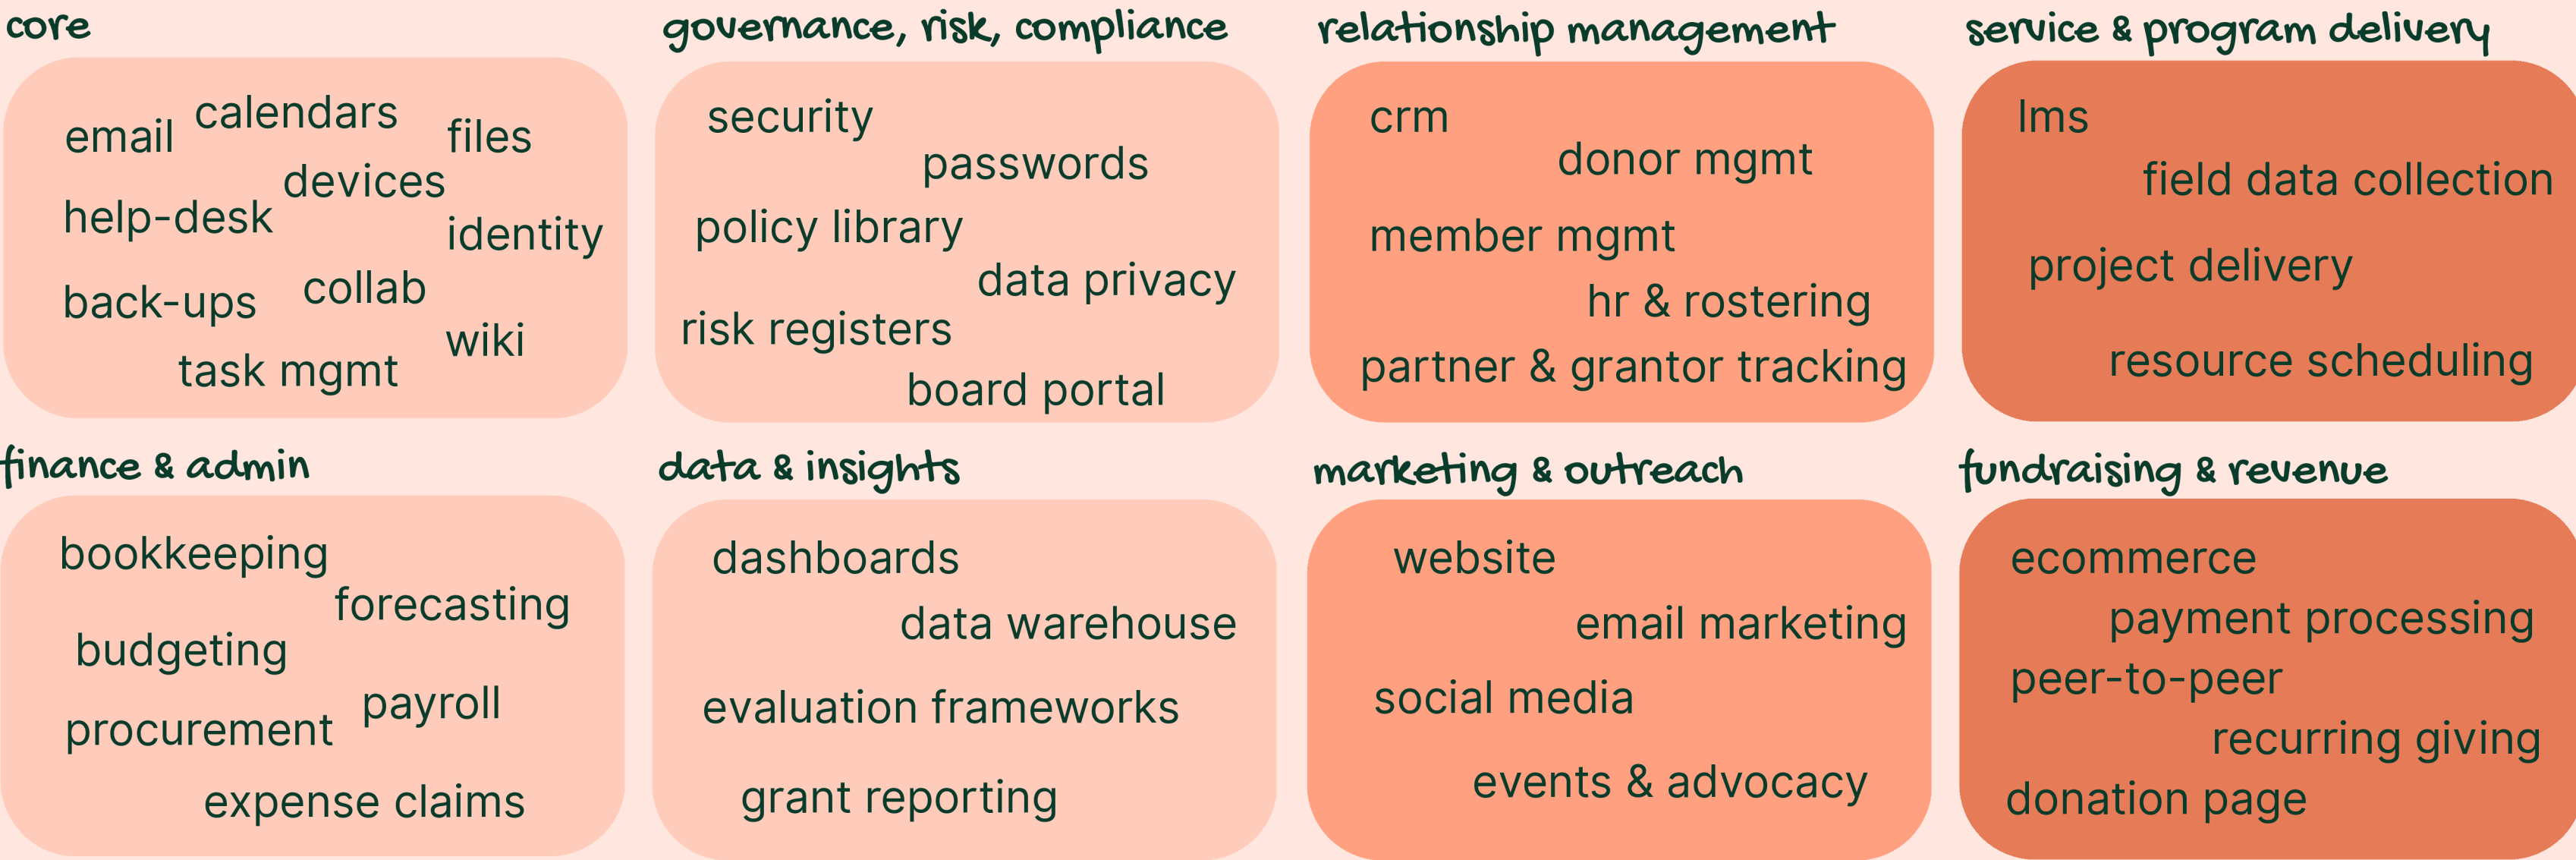 core
email
calendars
files
devices
help-desk
identity
back-ups
collab
wiki
task mgmt
governance, risk, compliance
security
passwords
policy library
data privacy
risk registers
board portal
relationship management
crm
donor mgmt
member mgmt
hr & rostering
partner & grantor tracking
service & program delivery
lms
field data collection
project delivery
resource scheduling
finance & admin
bookkeeping
forecasting
budgeting
payroll
procurement
expense claims
data & insights
dashboards
data warehouse
evaluation frameworks
grant reporting
marketing & outreach
website
email marketing
social media
events & advocacy
fundraising & revenue
ecommerce
payment processing
peer-to-peer
recurring giving
donation page